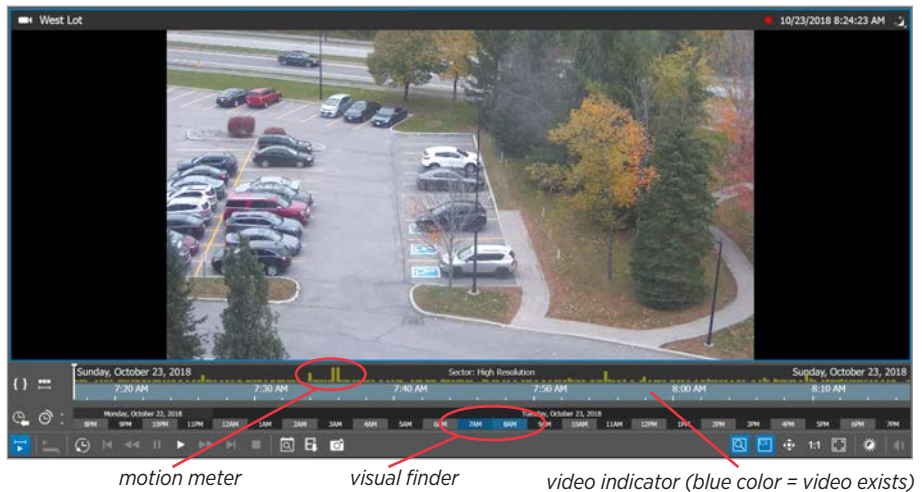 West Lot
10/23/2018 8:24:23 AM
Sunday, October 23, 2018
Sector: High Resolution
Sunday, October 23, 2018
7:20 AM 7:30 AM 7:40 AM 7:50 AM 8:00 AM 8:10 AM
Monday, October 22, 2018
Tuesday, October 23, 2018
8PM 9PM 10PM 11PM 12AM 1AM 2AM 3AM 4AM 5AM 6AM 7AM 8AM 9AM 10AM 11AM 12PM 1PM 2PM 3PM 4PM 5PM 6PM 7PM
1:1
motion meter
visual finder
video indicator (blue color = video exists)